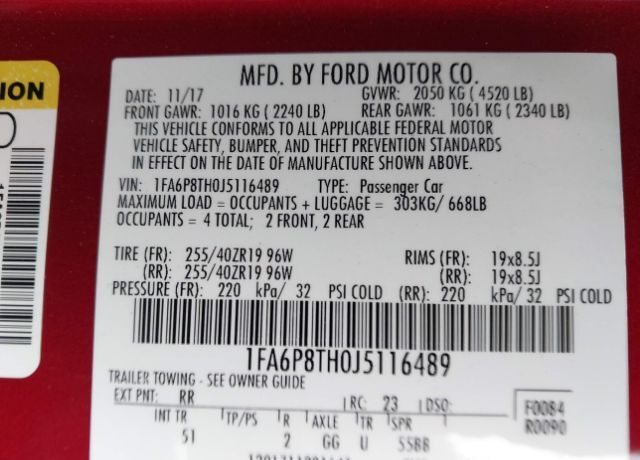 ION
MFD. BY FORD MOTOR CO.
DATE: 11/17 GVWR: 2050 KG ( 4520 LB)
FRONT GAWR: 1016 KG ( 2240 LB) REAR GAWR: 1061 KG ( 2340 LB)
THIS VEHICLE CONFORMS TO ALL APPLICABLE FEDERAL MOTOR
VEHICLE SAFETY, BUMPER, AND THEFT PREVENTION STANDARDS
IN EFFECT ON THE DATE OF MANUFACTURE SHOWN ABOVE.
VIN: 1FA6P8TH0J5116489 TYPE: Passenger Car
MAXIMUM LOAD = OCCUPANTS + LUGGAGE = 303KG/ 668LB
OCCUPANTS = 4 TOTAL; 2 FRONT, 2 REAR
TIRE (FR): 255/40ZR19 96W RIMS (FR): 19x8.5J
(RR): 255/40ZR19 96W (RR): 19x8.5J
PRESSURE (FR): 220 kPa/ 32 PSI COLD (RR): 220 kPa/ 32 PSI COLD
1FA6P8TH0J5116489
TRAILER TOWING - SEE OWNER GUIDE
EXT PNT: RR RC: 23 DSO: F0084
R0090
INT TR TP/PS R AXLE TR SPR
51 2 GG U 55BB